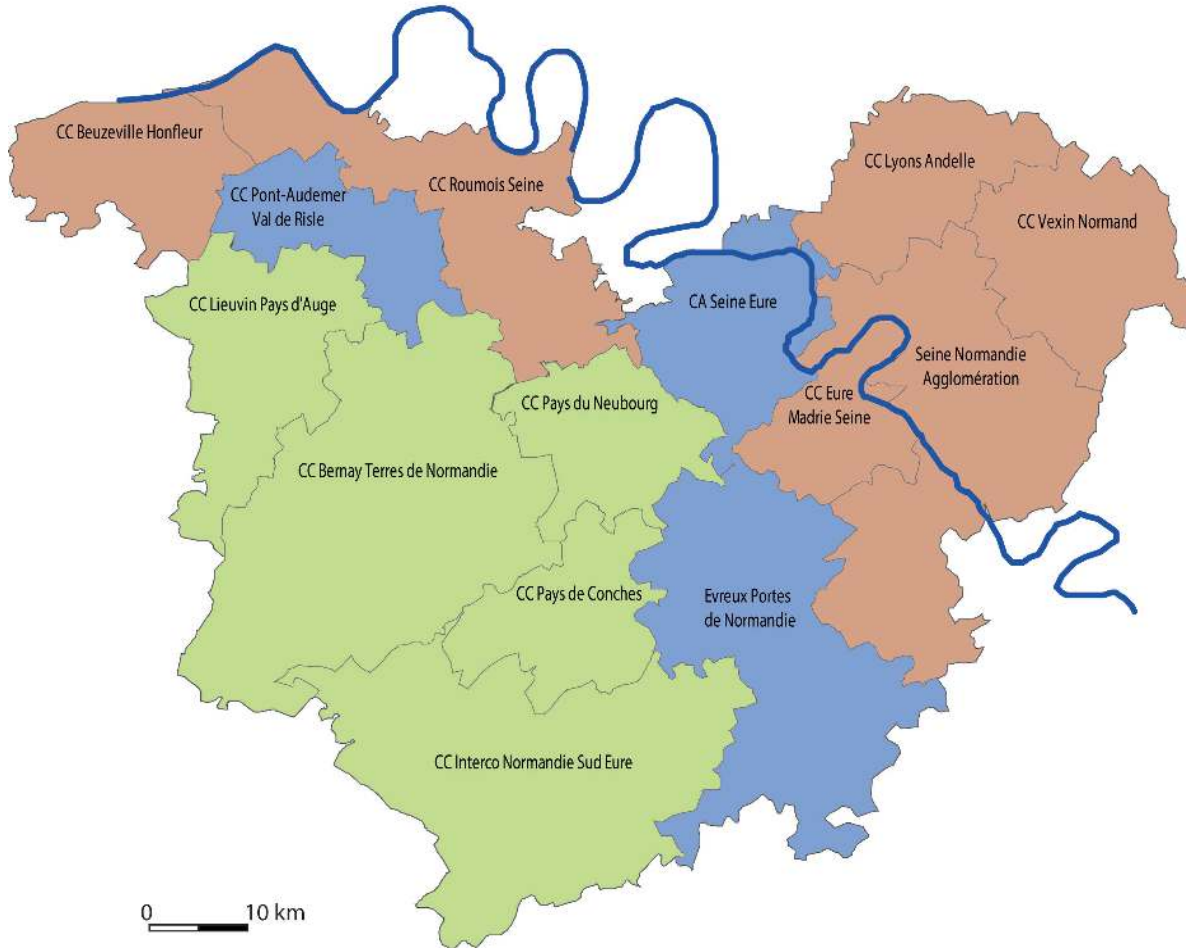 CC Beuzeville Honfleur
CC Lyons Andelle
CC Roumois Seine
CC Pont-Audemer
Val de Risle
CC Vexin Normand
CC Lieuvin Pays d'Auge
CA Seine Eure
Seine Normandie
Agglomération
CC Eure
Madrie Seine
CC Pays du Neubourg
CC Bernay Terres de Normandie
CC Pays de Conches
Evreux Portes
de Normandie
CC Interco Normandie Sud Eure
0 10 km